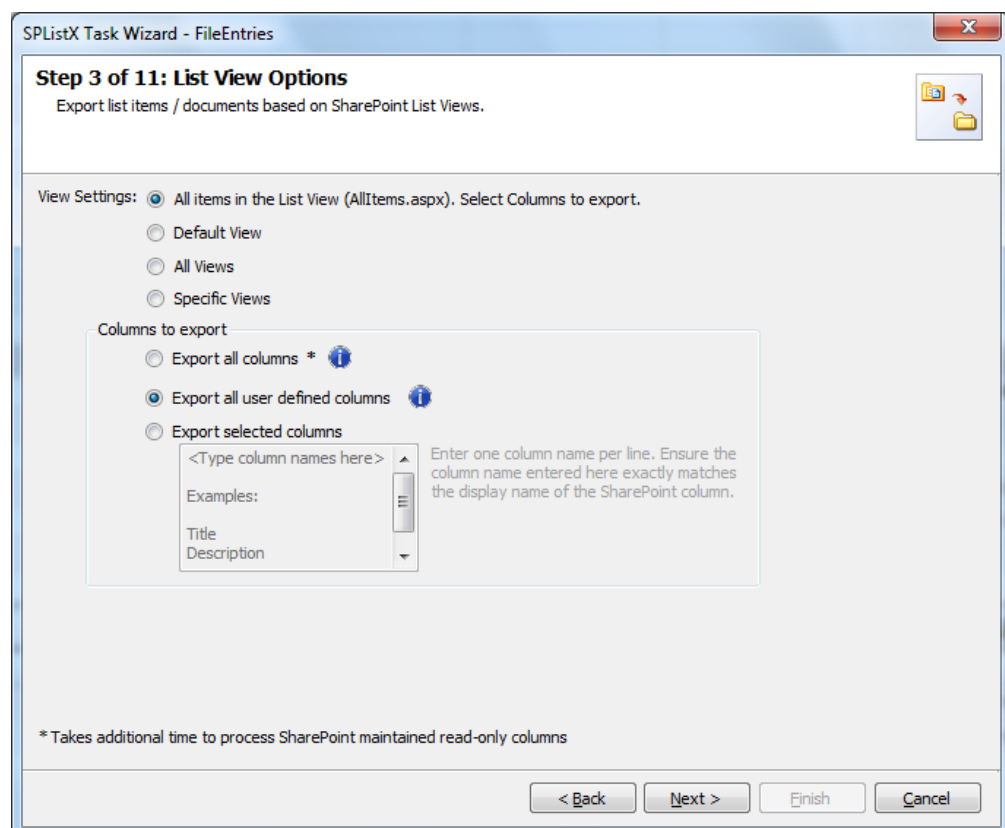 SPListX Task Wizard - FileEntries
X
Step 3 of 11: List View Options
Export list items / documents based on SharePoint List Views.
View Settings: All items in the List View (AllItems.aspx). Select Columns to export.
Default View
All Views
Specific Views
Columns to export
Export all columns * i
Export all user defined columns i
Export selected columns
<Type column names here>
Examples:
Title
Description
Enter one column name per line. Ensure the
column name entered here exactly matches
the display name of the SharePoint column.
* Takes additional time to process SharePoint maintained read-only columns
< Back Next > Finish Cancel